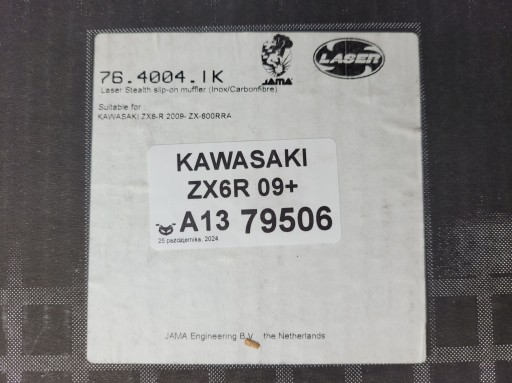 76.4004.IK
JAMA
LASER
Laser Stealth slip-on muffler (Inox/Carbonfibre)
Suitable for :
KAWASAKI ZX6-R 2009- ZX-600RRA
KAWASAKI
ZX6R 09+
A13 79506
25 października, 2024
JAMA Engineering B.V. the Netherlands